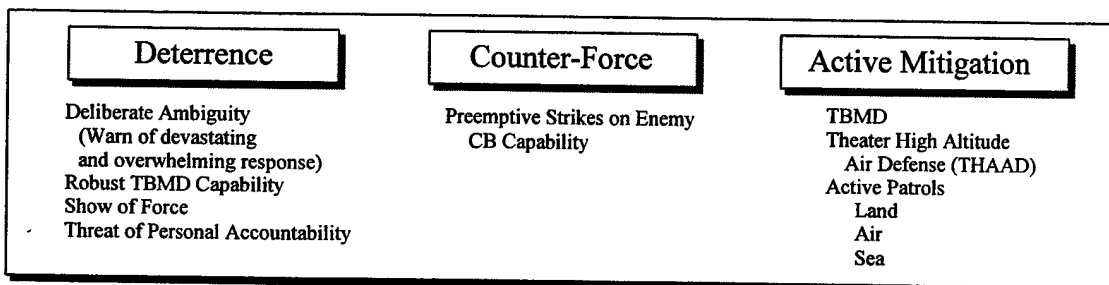 Deterrence
Deliberate Ambiguity
(Warn of devastating
and overwhelming response)
Robust TBMD Capability
Show of Force
Threat of Personal Accountability
Counter-Force
Preemptive Strikes on Enemy
CB Capability
Active Mitigation
TBMD
Theater High Altitude
Air Defense (THAAD)
Active Patrols
Land
Air
Sea